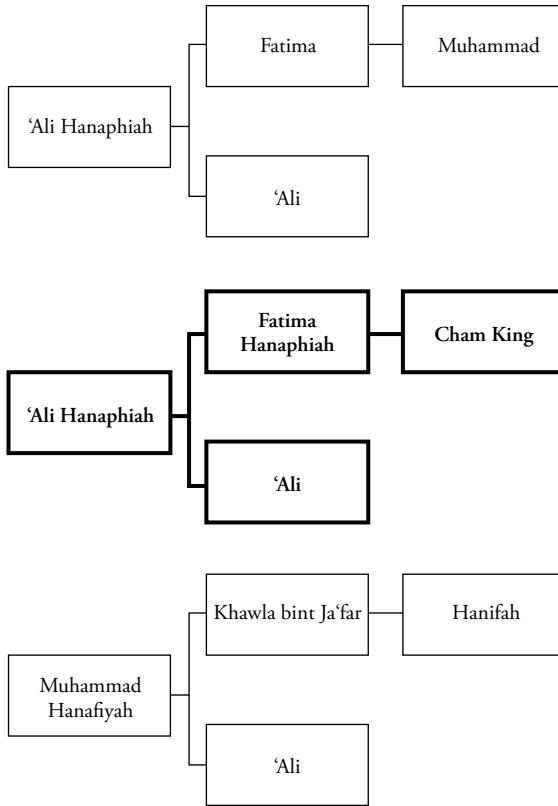 Fatima
Muhammad
‘Ali Hanaphiah
‘Ali
Fatima
Hanaphiah
Cham King
‘Ali Hanaphiah
‘Ali
Khawla bint Ja‘far
Hanifah
Muhammad
Hanafiyah
‘Ali